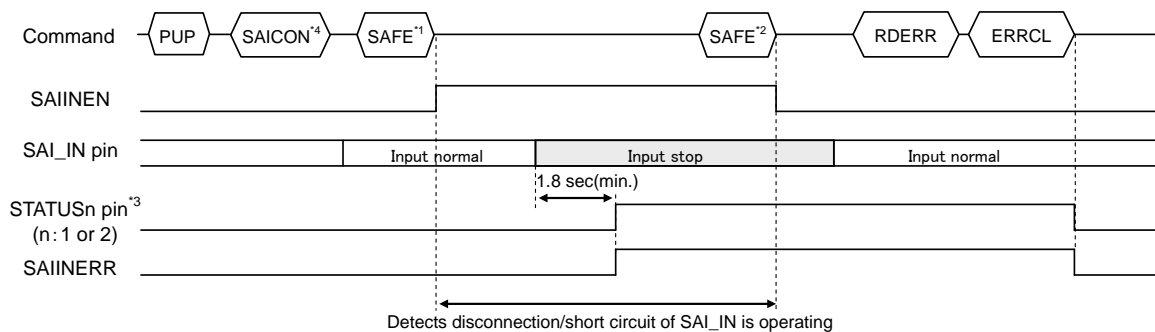 Command PUP SAICON*4 SAFE*1 SAFE*2 RDERR ERRCL
SAIINEN
SAI_IN pin Input normal Input stop Input normal
1.8 sec(min.)
STATUSn pin*3
(n:1 or 2)
SAIINERR
Detects disconnection/short circuit of SAI_IN is operating